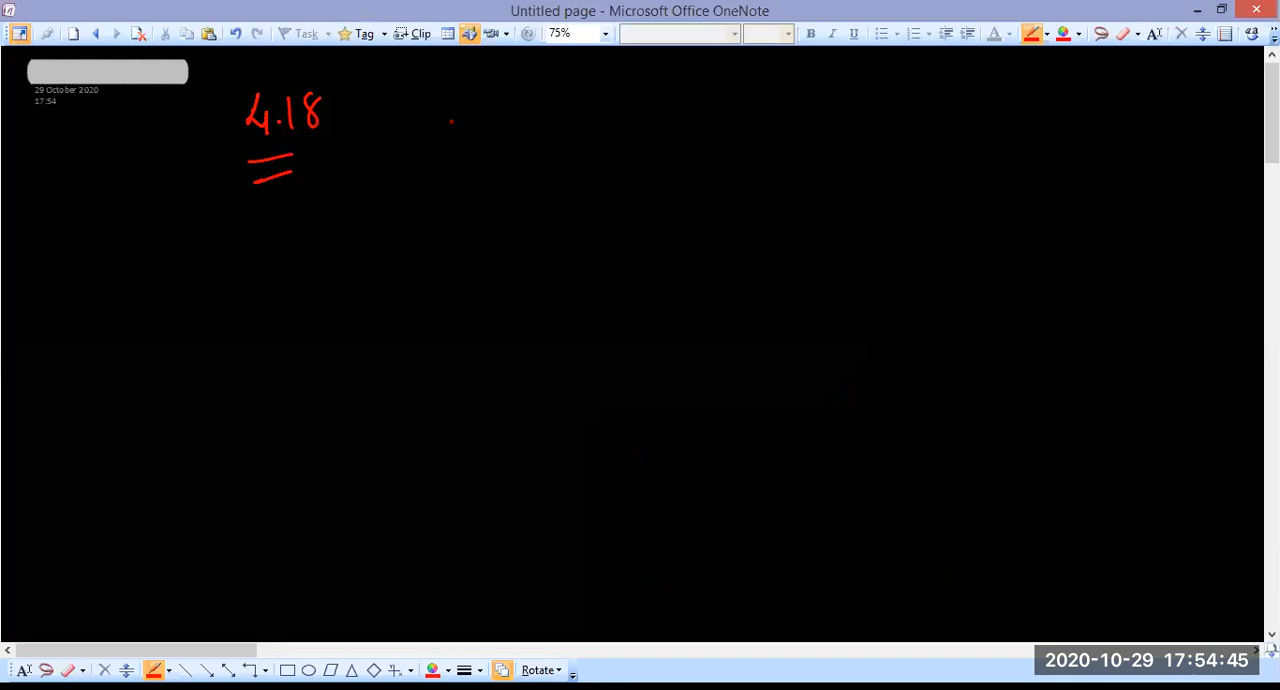 Untitled page - Microsoft Office OneNote
Task Tag Clip 75% B I U
29 October 2020
17:54
4.18
Rotate
2020-10-29 17:54:45